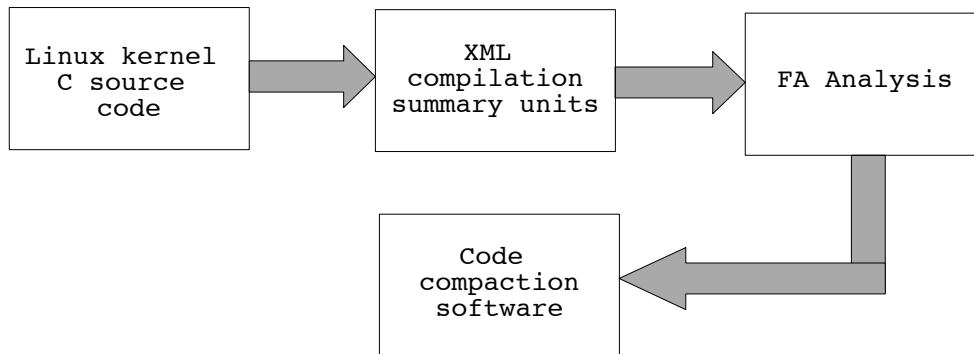 Linux kernel
C source
code
XML
compilation
summary units
FA Analysis
Code
compaction
software